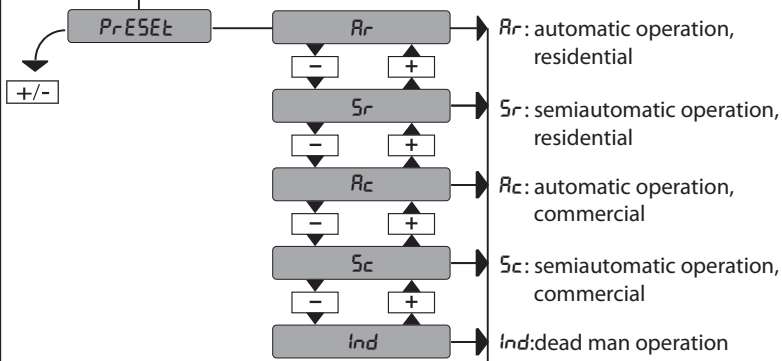 PrESEt
Ar
Ar: automatic operation,
residential
−
+
+/-
Sr
Sr: semiautomatic operation,
residential
−
+
Ac
Ac: automatic operation,
commercial
−
+
Sc
Sc: semiautomatic operation,
commercial
−
+
Ind
Ind:dead man operation